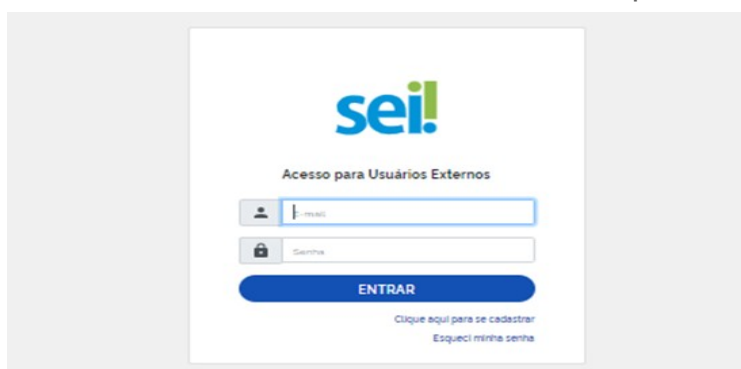 sei!
Acesso para Usuários Externos
E-mail
Senha
ENTRAR
Clique aqui para se cadastrar
Esqueci minha senha